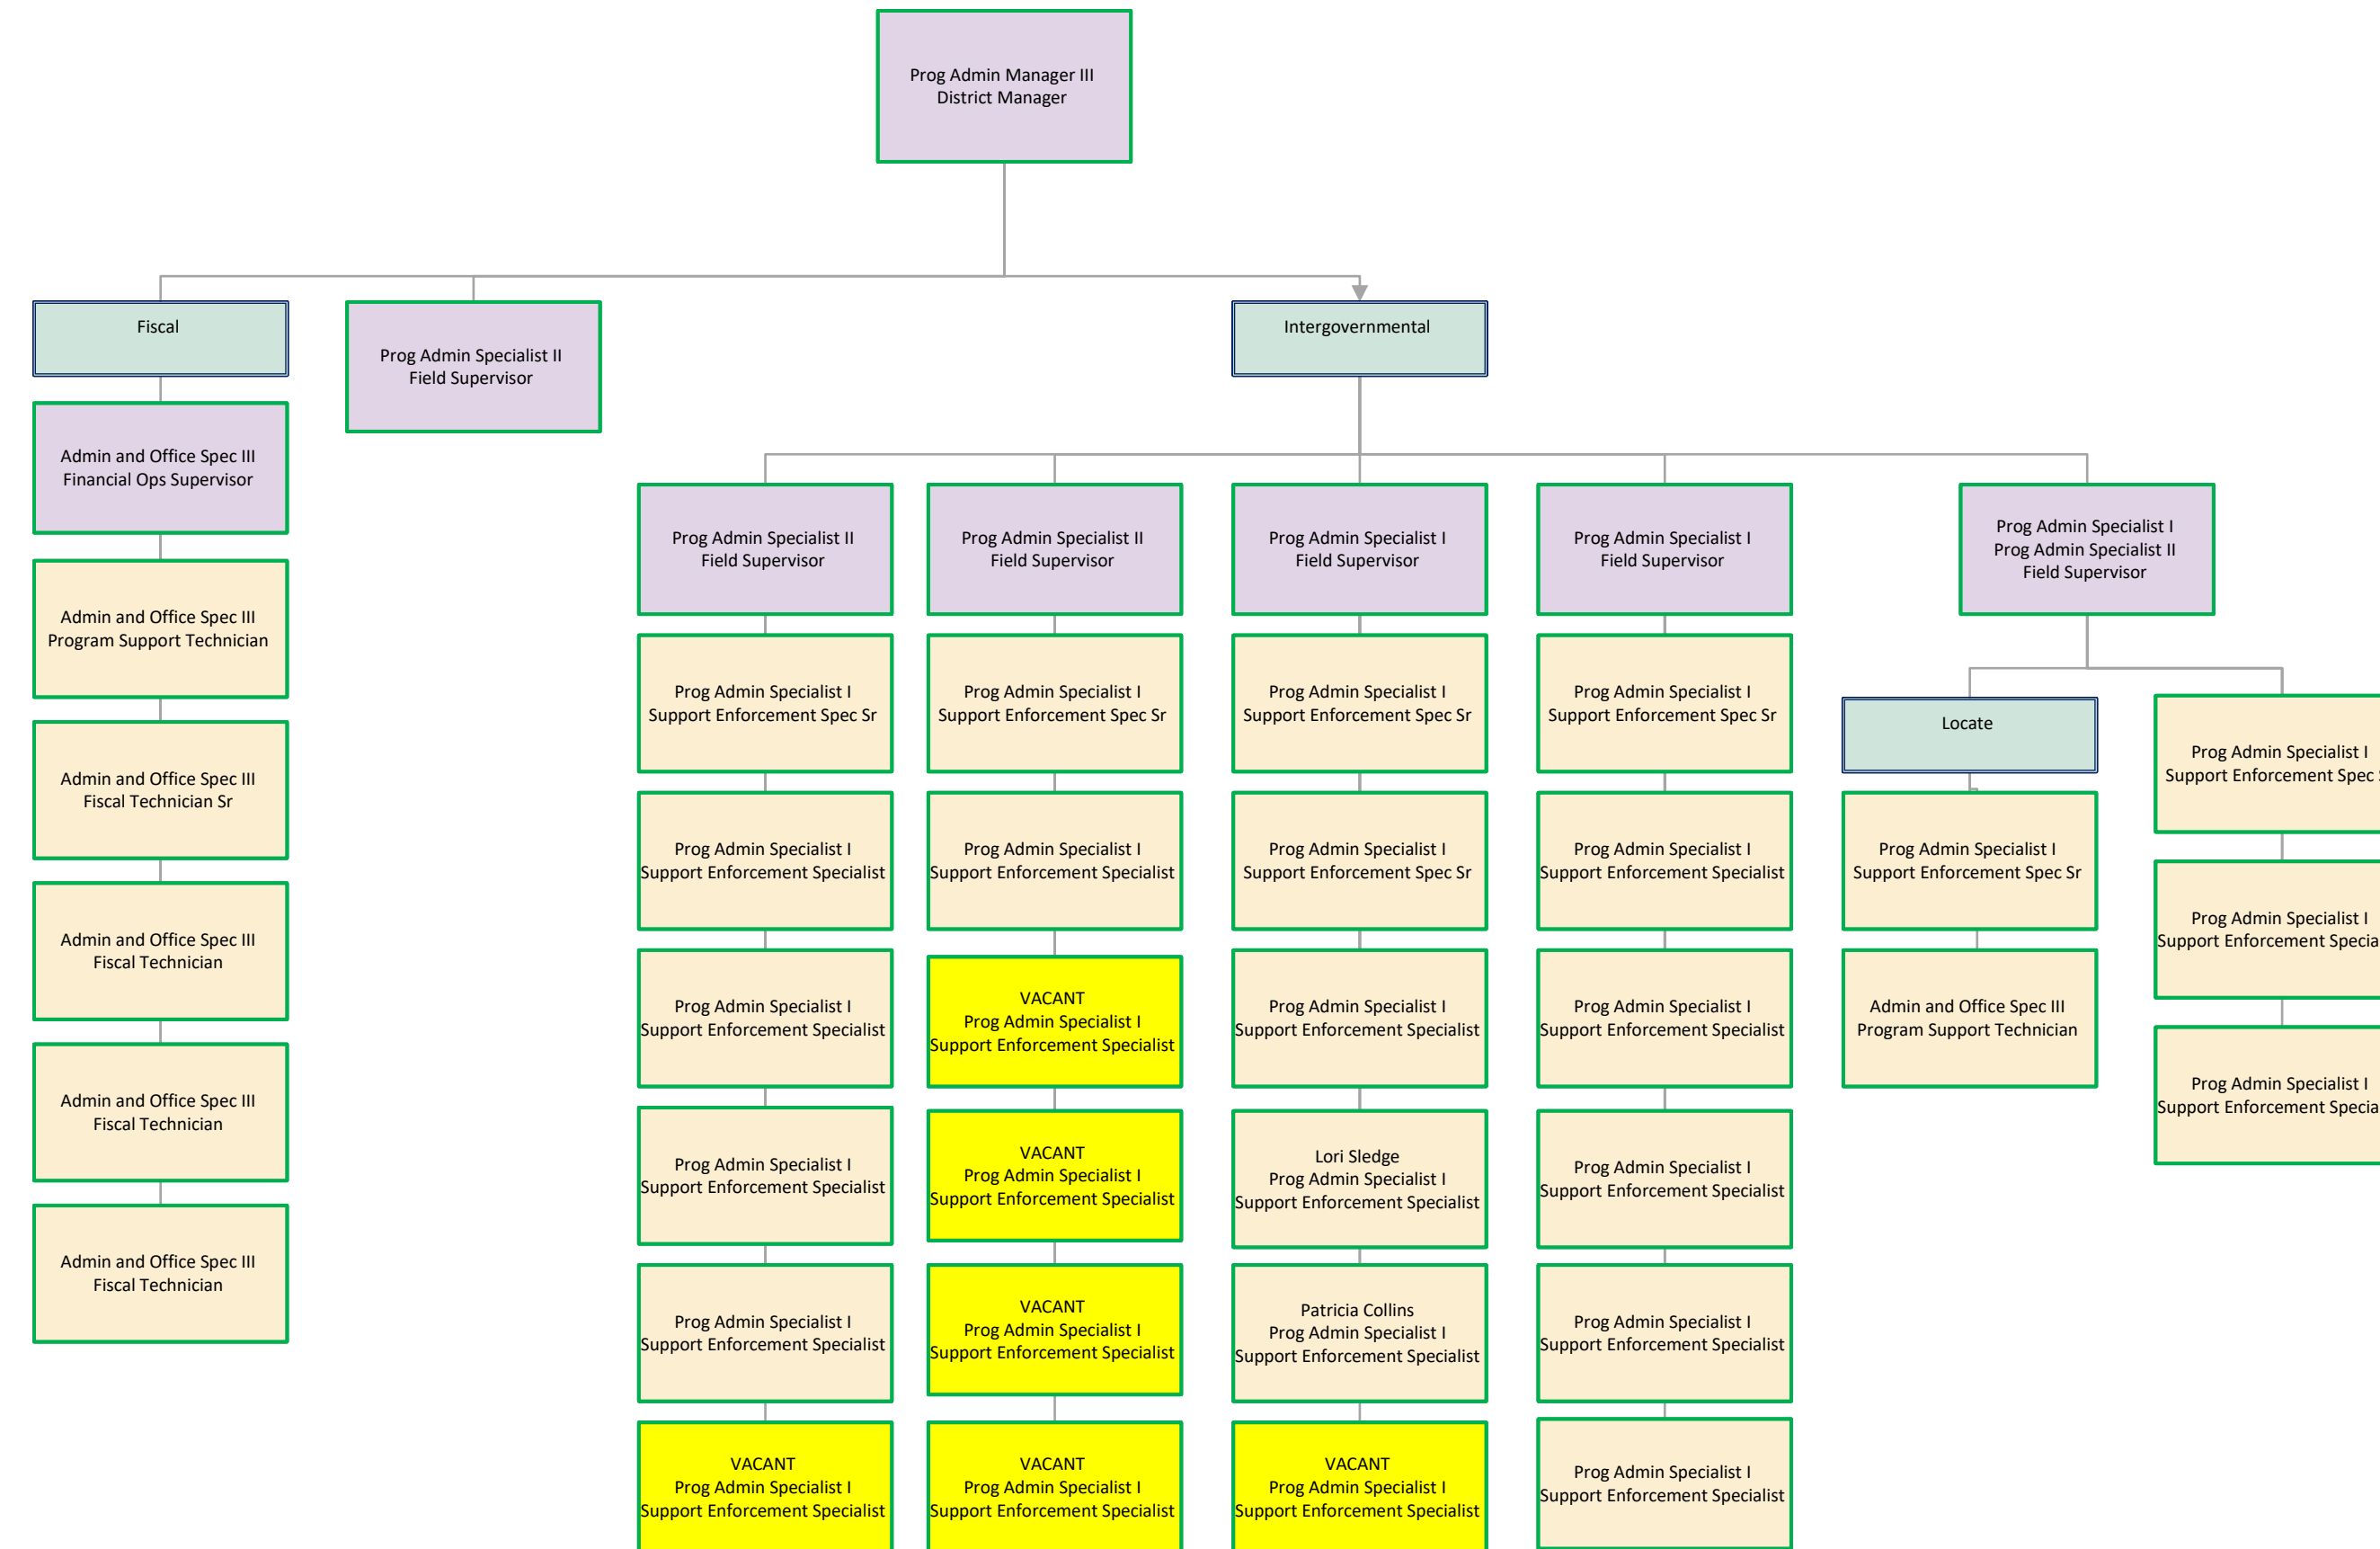 Prog Admin Manager III
District Manager
Fiscal
Admin and Office Spec III
Financial Ops Supervisor
Admin and Office Spec III
Program Support Technician
Admin and Office Spec III
Fiscal Technician Sr
Admin and Office Spec III
Fiscal Technician
Admin and Office Spec III
Fiscal Technician
Admin and Office Spec III
Fiscal Technician
Prog Admin Specialist II
Field Supervisor
Intergovernmental
Prog Admin Specialist II
Field Supervisor
Prog Admin Specialist I
Support Enforcement Spec Sr
Prog Admin Specialist I
Support Enforcement Specialist
Prog Admin Specialist I
Support Enforcement Specialist
Prog Admin Specialist I
Support Enforcement Specialist
Prog Admin Specialist I
Support Enforcement Specialist
VACANT
Prog Admin Specialist I
Support Enforcement Specialist
Prog Admin Specialist II
Field Supervisor
Prog Admin Specialist I
Support Enforcement Spec Sr
Prog Admin Specialist I
Support Enforcement Specialist
VACANT
Prog Admin Specialist I
Support Enforcement Specialist
VACANT
Prog Admin Specialist I
Support Enforcement Specialist
VACANT
Prog Admin Specialist I
Support Enforcement Specialist
VACANT
Prog Admin Specialist I
Support Enforcement Specialist
Prog Admin Specialist I
Field Supervisor
Prog Admin Specialist I
Support Enforcement Spec Sr
Prog Admin Specialist I
Support Enforcement Spec Sr
Prog Admin Specialist I
Support Enforcement Specialist
Lori Sledge
Prog Admin Specialist I
Support Enforcement Specialist
Patricia Collins
Prog Admin Specialist I
Support Enforcement Specialist
VACANT
Prog Admin Specialist I
Support Enforcement Specialist
Prog Admin Specialist I
Field Supervisor
Prog Admin Specialist I
Support Enforcement Spec Sr
Prog Admin Specialist I
Support Enforcement Specialist
Prog Admin Specialist I
Support Enforcement Specialist
Prog Admin Specialist I
Support Enforcement Specialist
Prog Admin Specialist I
Support Enforcement Specialist
Prog Admin Specialist I
Support Enforcement Specialist
Prog Admin Specialist I
Prog Admin Specialist II
Field Supervisor
Locate
Prog Admin Specialist I
Support Enforcement Spec Sr
Admin and Office Spec III
Program Support Technician
Prog Admin Specialist I
Support Enforcement Spec
Prog Admin Specialist I
Support Enforcement
Prog Admin Specialist I
Support Enforcement